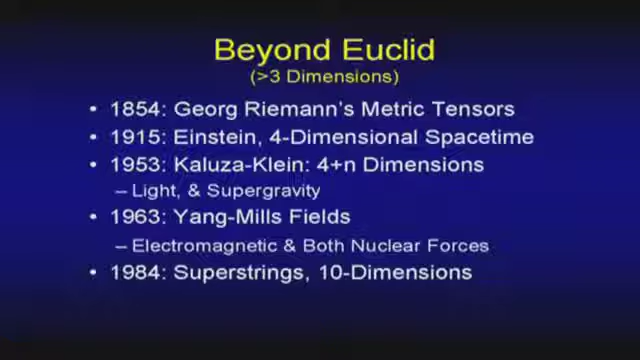 Beyond Euclid
(>3 Dimensions)
• 1854: Georg Riemann's Metric Tensors
• 1915: Einstein, 4-Dimensional Spacetime
• 1953: Kaluza-Klein: 4+n Dimensions
– Light, & Supergravity
• 1963: Yang-Mills Fields
– Electromagnetic & Both Nuclear Forces
• 1984: Superstrings, 10-Dimensions